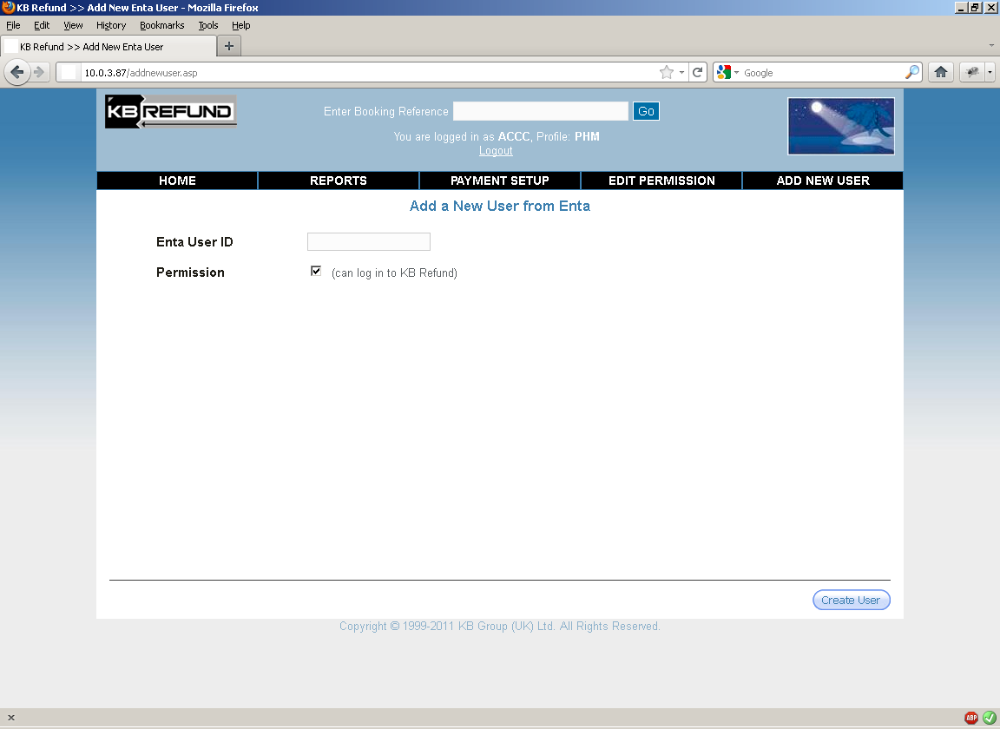 KB Refund >> Add New Enta User - Mozilla Firefox
File Edit View History Bookmarks Tools Help
KB Refund >> Add New Enta User
10.0.3.87/addnewuser.asp
Google
KB REFUND
Enter Booking Reference Go
You are logged in as ACCC, Profile: PHM
Logout
HOME REPORTS PAYMENT SETUP EDIT PERMISSION ADD NEW USER
Add a New User from Enta
Enta User ID
Permission (can log in to KB Refund)
Create User
Copyright © 1999-2011 KB Group (UK) Ltd. All Rights Reserved.
ABP